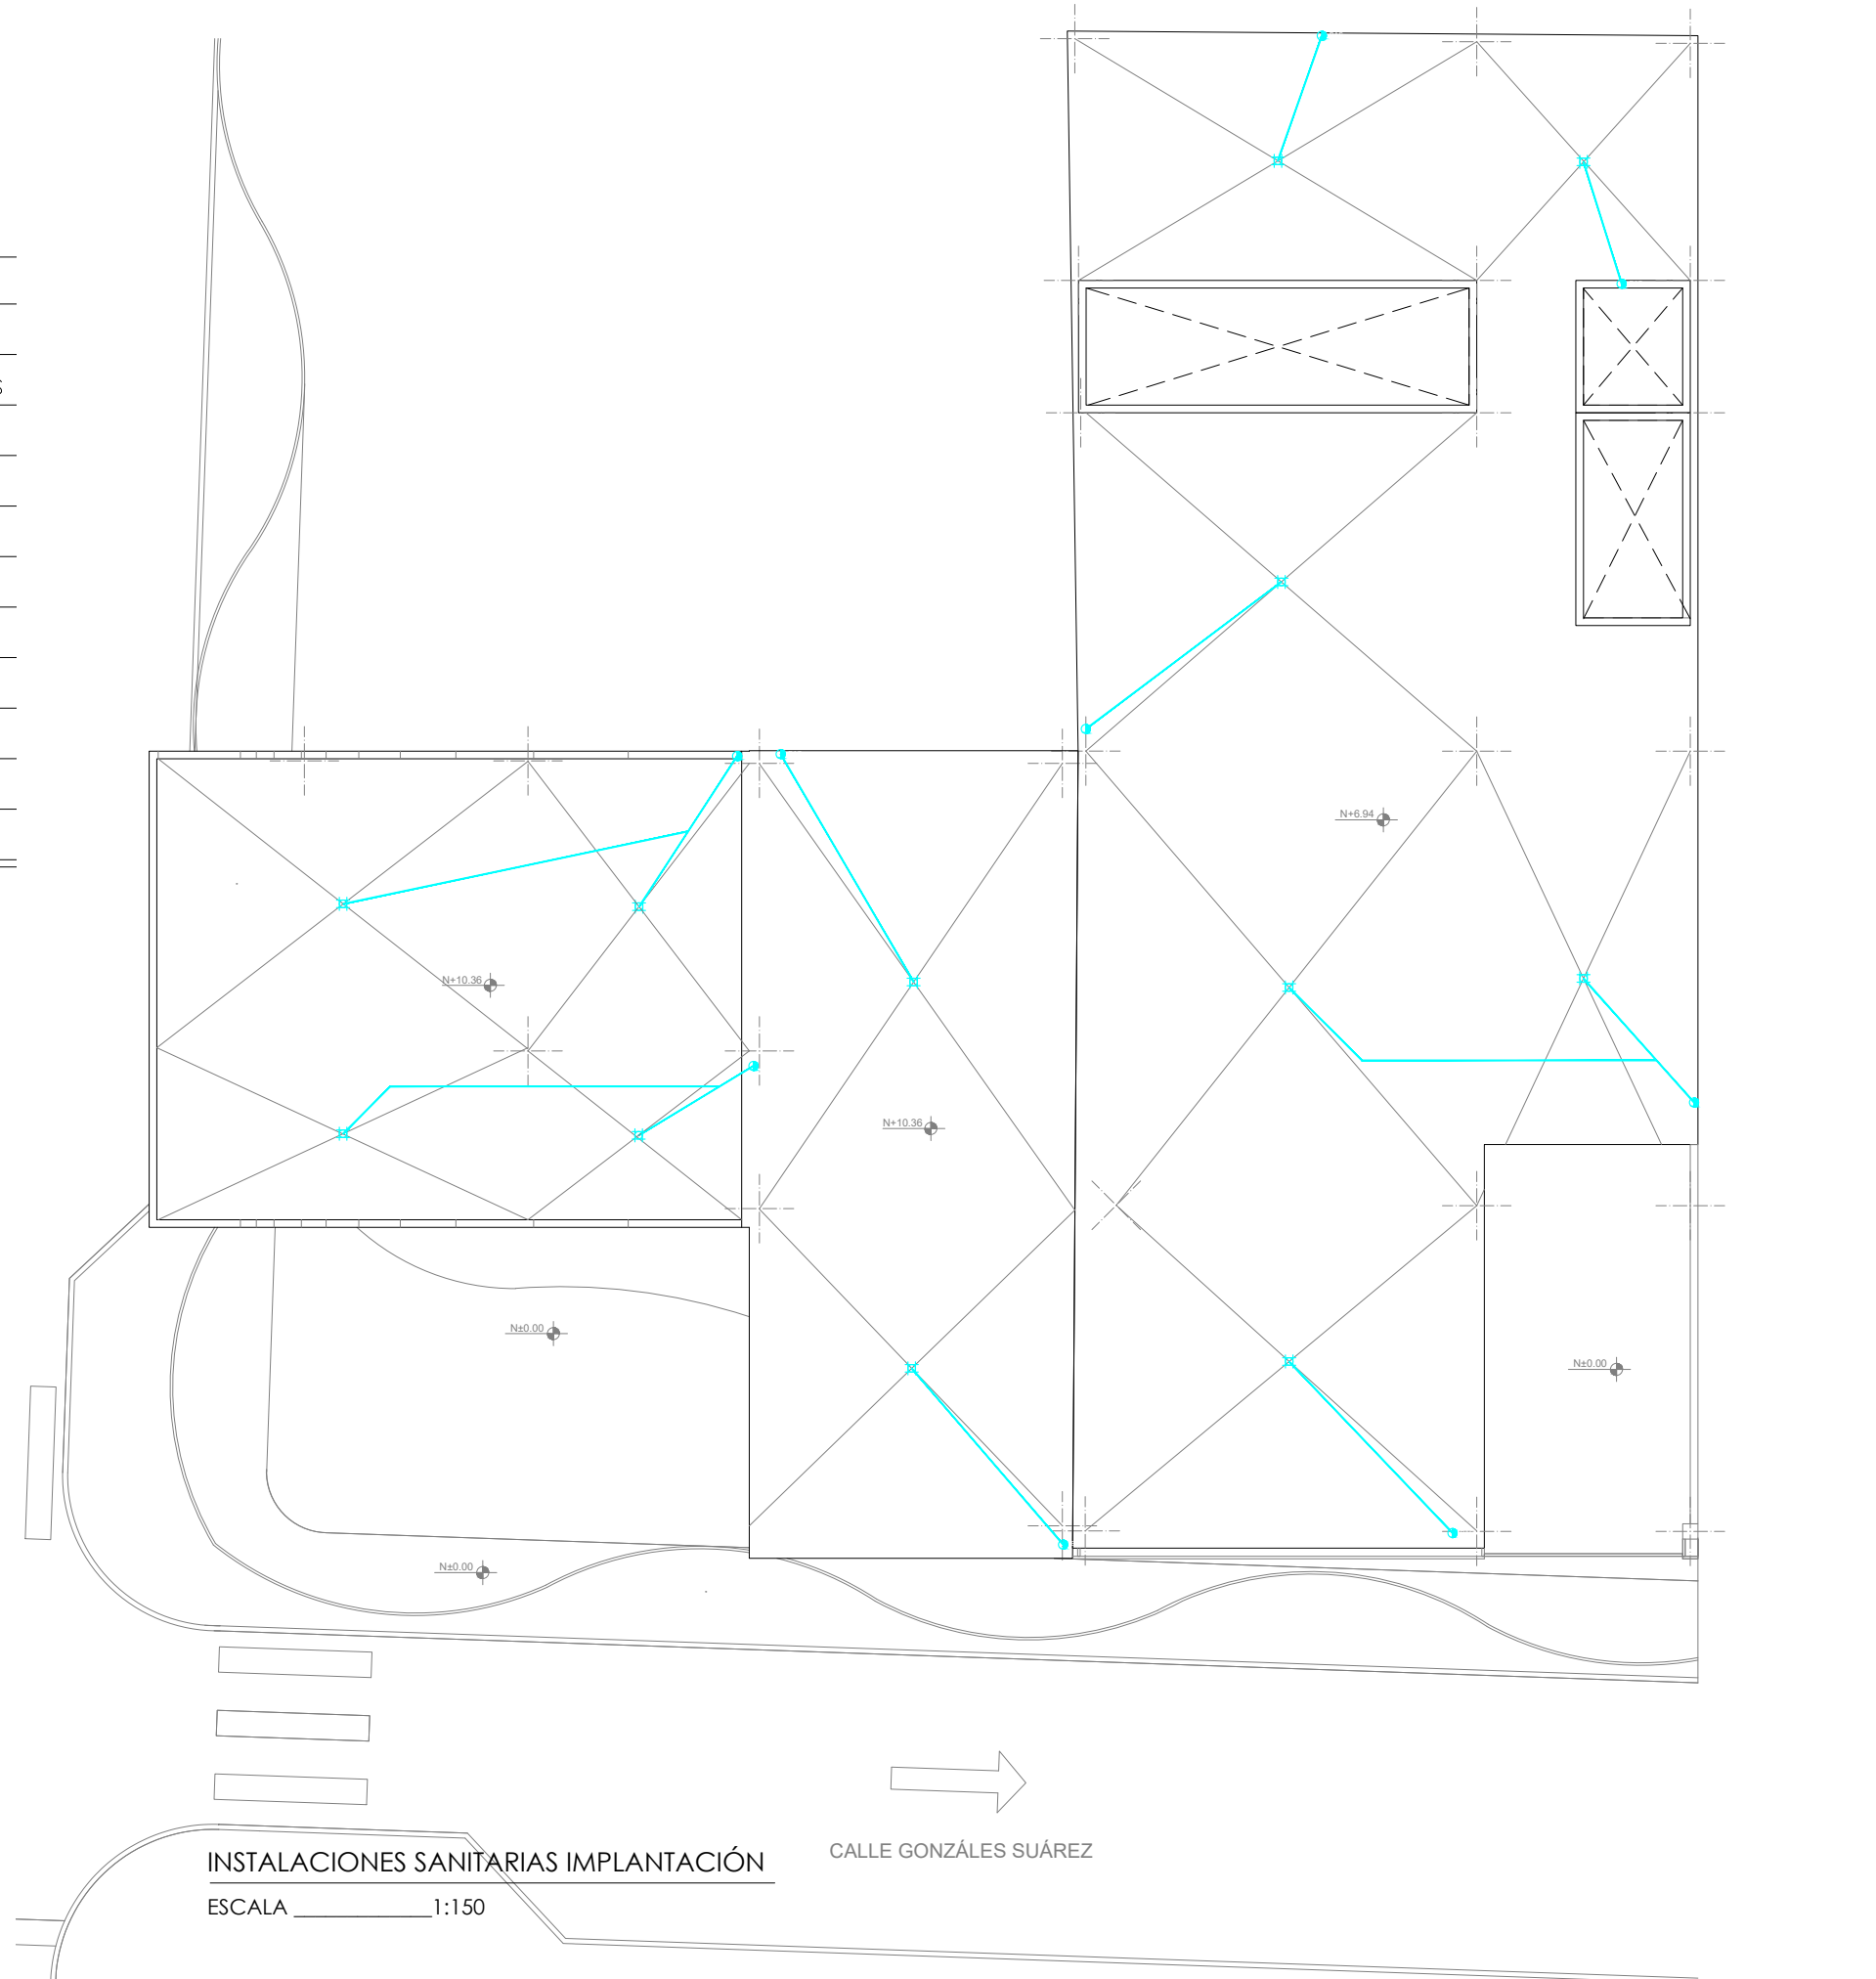 S
N+6.94
N+10.36
N+10.36
N±0.00
N±0.00
N±0.00
CALLE GONZÁLES SUÁREZ
INSTALACIONES SANITARIAS IMPLANTACIÓN
ESCALA ____________1:150